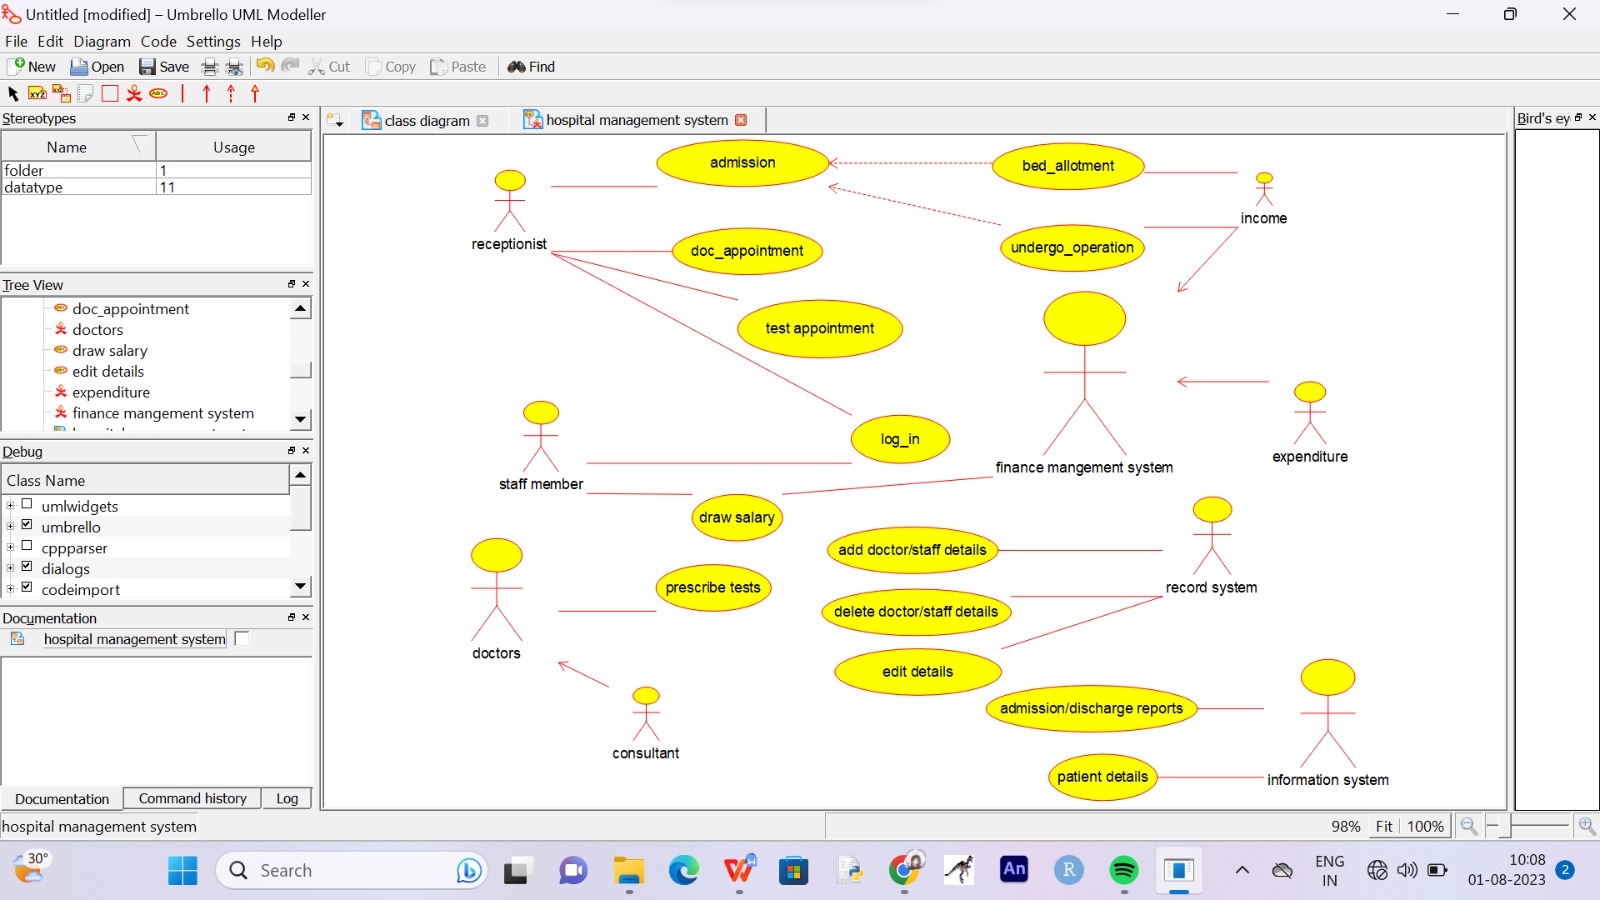 Untitled [modified] – Umbrello UML Modeller
File Edit Diagram Code Settings Help
New Open Save Cut Copy Paste Find
XYZ XYZ ABC
Stereotypes
Name Usage
folder 1
datatype 11
Tree View
doc_appointment
doctors
draw salary
edit details
expenditure
finance mangement system
Debug
Class Name
umlwidgets
umbrello
cppparser
dialogs
codeimport
Documentation
hospital management system
Documentation Command history Log
hospital management system
class diagram hospital management system
admission
bed_allotment
income
receptionist
doc_appointment
undergo_operation
test appointment
log_in
finance mangement system
expenditure
staff member
draw salary
add doctor/staff details
record system
prescribe tests
delete doctor/staff details
doctors
edit details
admission/discharge reports
consultant
patient details
information system
Bird's ey
98% Fit 100%
30°
Search
An
R
ENG
IN
10:08
01-08-2023
2